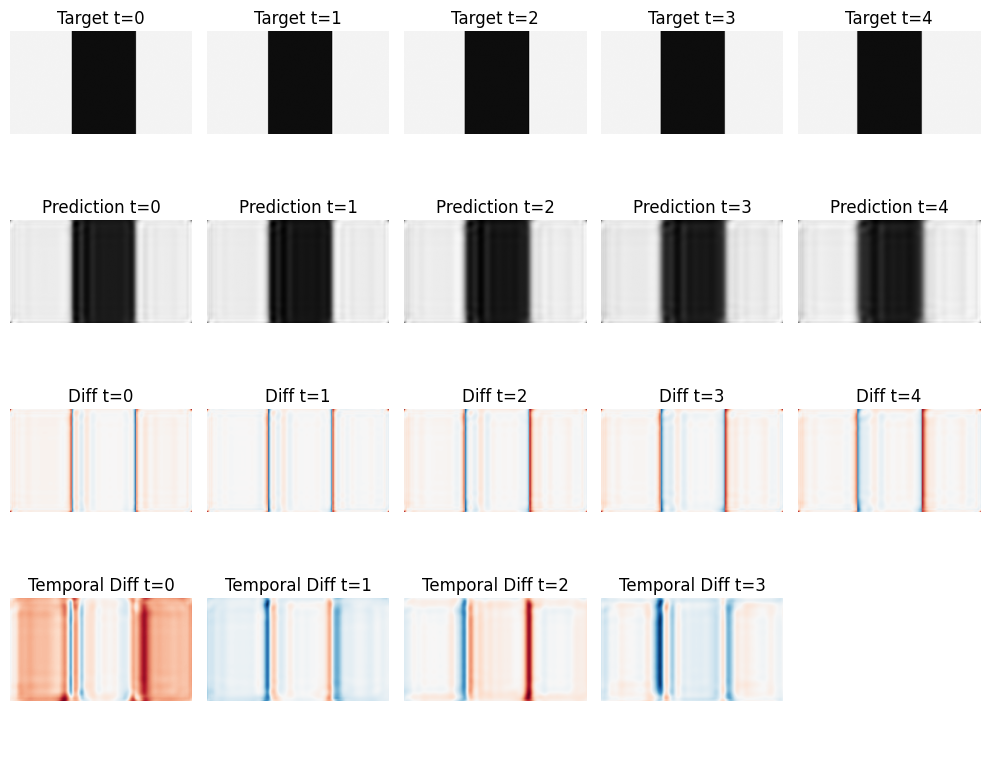 Target t=0 Target t=1 Target t=2 Target t=3 Target t=4
Prediction t=0 Prediction t=1 Prediction t=2 Prediction t=3 Prediction t=4
Diff t=0 Diff t=1 Diff t=2 Diff t=3 Diff t=4
Temporal Diff t=0 Temporal Diff t=1 Temporal Diff t=2 Temporal Diff t=3